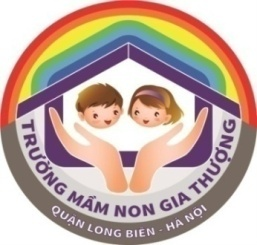 TRƯỜNG MẦM NON GIA THƯỢNG
QUẬN LONG BIÊN - HÀ NỘI